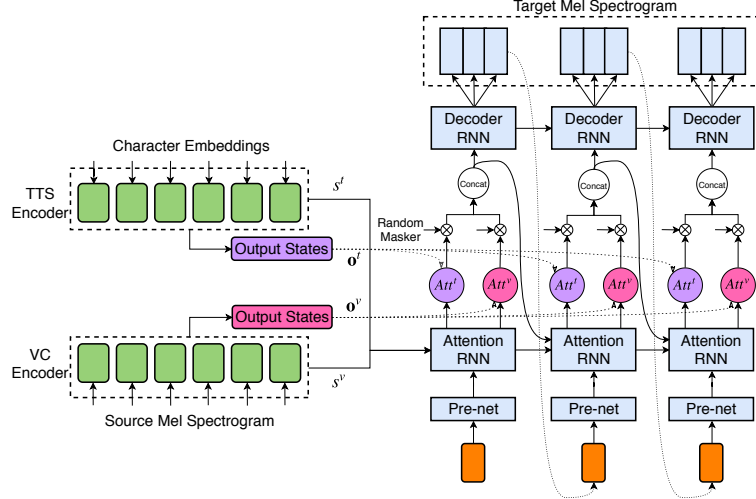 Target Mel Spectrogram
Decoder
RNN
Decoder
RNN
Decoder
RNN
Character Embeddings
TTS
Encoder
s^t
Concat
Concat
Concat
Random
Masker
Output States
o^t
Att^t
Att^v
Att^t
Att^v
Att^t
Att^v
Output States
o^v
VC
Encoder
s^v
Source Mel Spectrogram
Attention
RNN
Attention
RNN
Attention
RNN
Pre-net
Pre-net
Pre-net